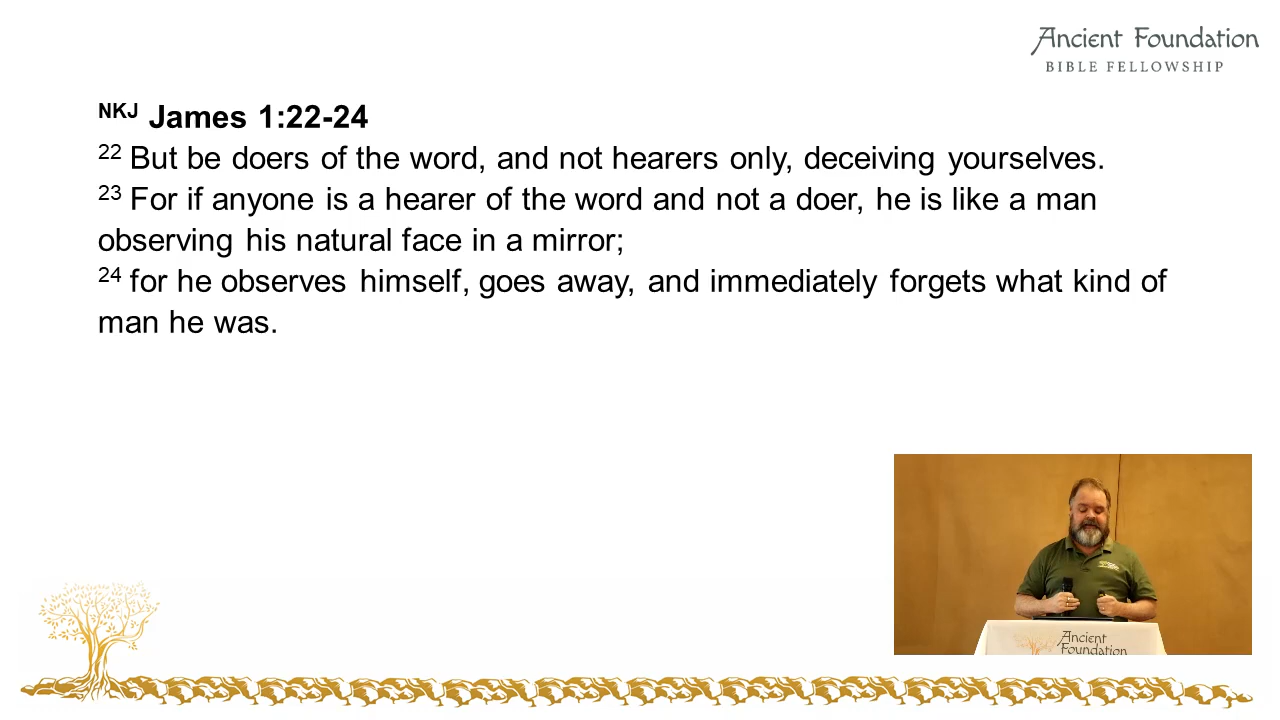 Ancient Foundation
BIBLE FELLOWSHIP
NKJ James 1:22-24
22 But be doers of the word, and not hearers only, deceiving yourselves.
23 For if anyone is a hearer of the word and not a doer, he is like a man
observing his natural face in a mirror;
24 for he observes himself, goes away, and immediately forgets what kind of
man he was.
Ancient
Foundation